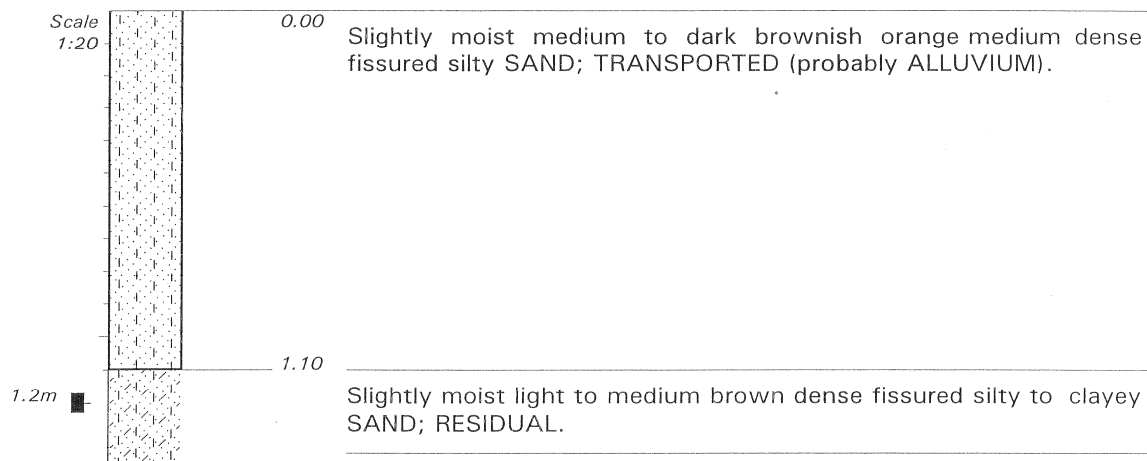 Scale
1:20
0.00
Slightly moist medium to dark brownish orange medium dense
fissured silty SAND; TRANSPORTED (probably ALLUVIUM).
1.10
1.2m
Slightly moist light to medium brown dense fissured silty to clayey
SAND; RESIDUAL.